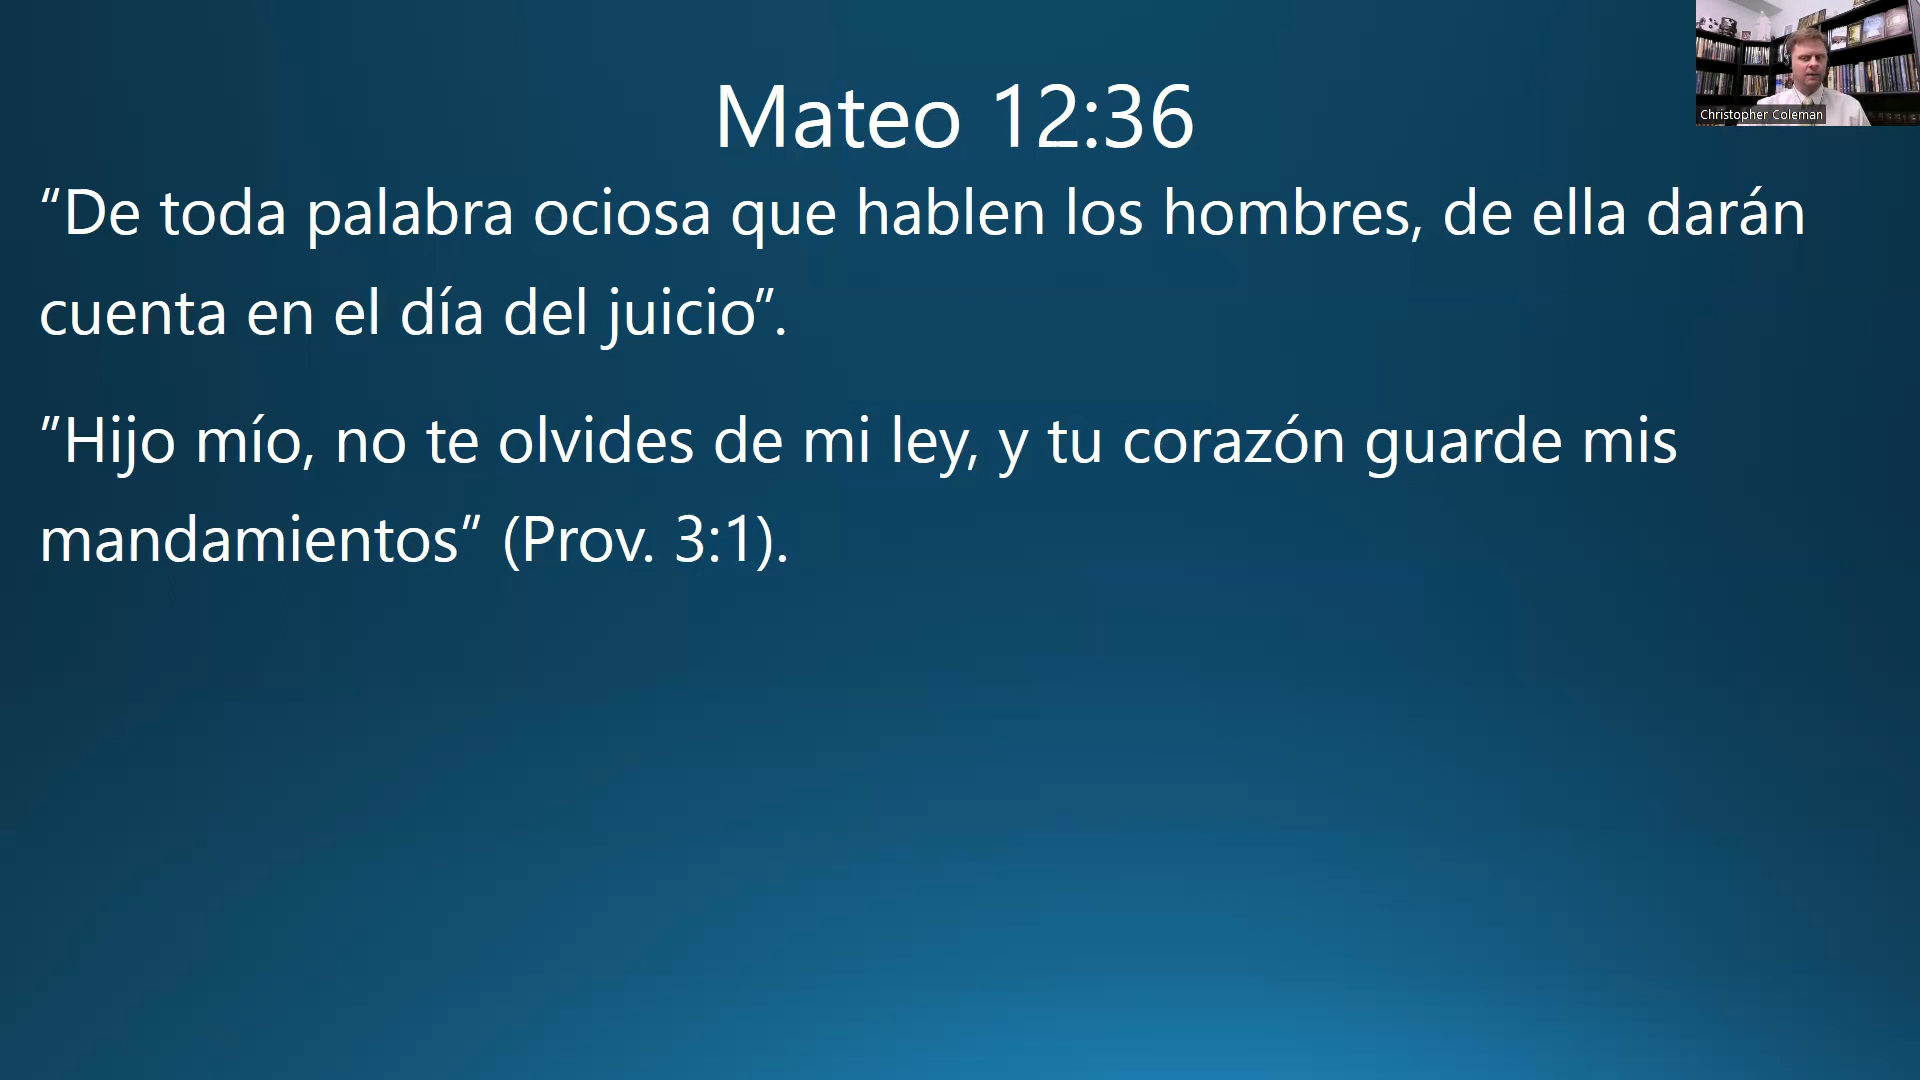 Mateo 12:36
“De toda palabra ociosa que hablen los hombres, de ella darán
cuenta en el día del juicio”.
”Hijo mío, no te olvides de mi ley, y tu corazón guarde mis
mandamientos” (Prov. 3:1).
Christopher Coleman